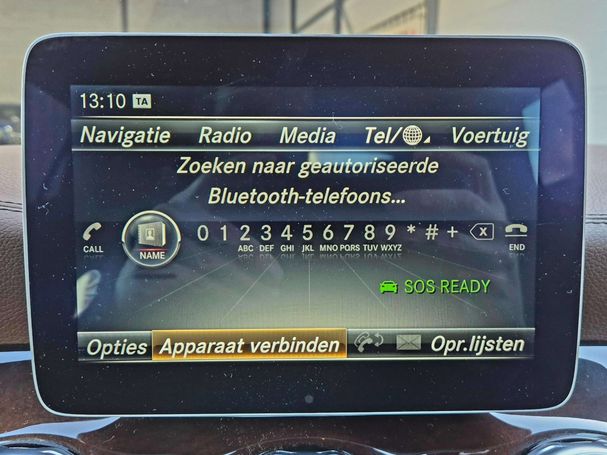 13:10 TA
Navigatie Radio Media Tel/ Voertuig
Zoeken naar geautoriseerde
Bluetooth-telefoons...
CALL NAME 0 1 2 3 4 5 6 7 8 9 * # + X END
ABC DEF GHI JKL MNO PQRS TUV WXYZ
SOS READY
Opties Apparaat verbinden Opr.lijsten